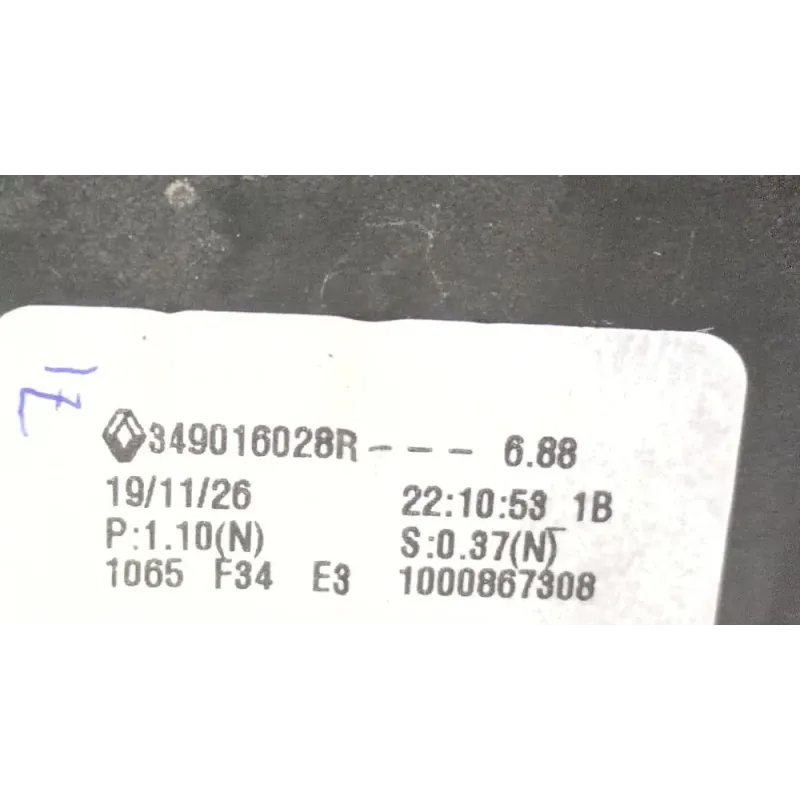 349016028R - - - 6.88
19/11/26 22:10:53 1B
P:1.10(N) S:0.37(N)
1065 F34 E3 1000867308